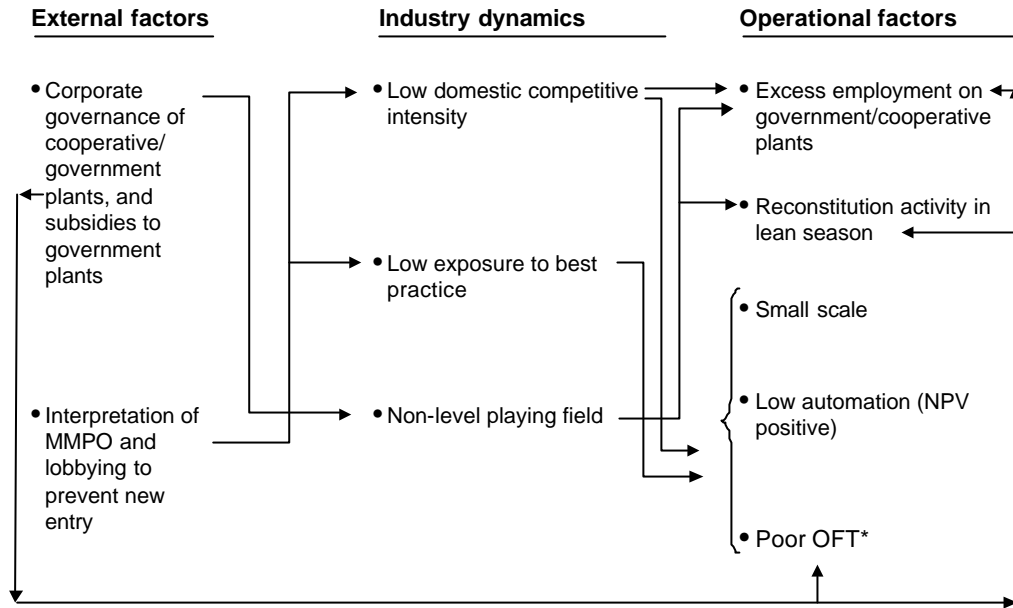 External factors
Industry dynamics
Operational factors
• Corporate
governance of
cooperative/
government
plants, and
subsidies to
government
plants
• Interpretation of
MMPO and
lobbying to
prevent new
entry
• Low domestic competitive
intensity
• Low exposure to best
practice
• Non-level playing field
• Excess employment on
government/cooperative
plants
• Reconstitution activity in
lean season
• Small scale
• Low automation (NPV
positive)
• Poor OFT*